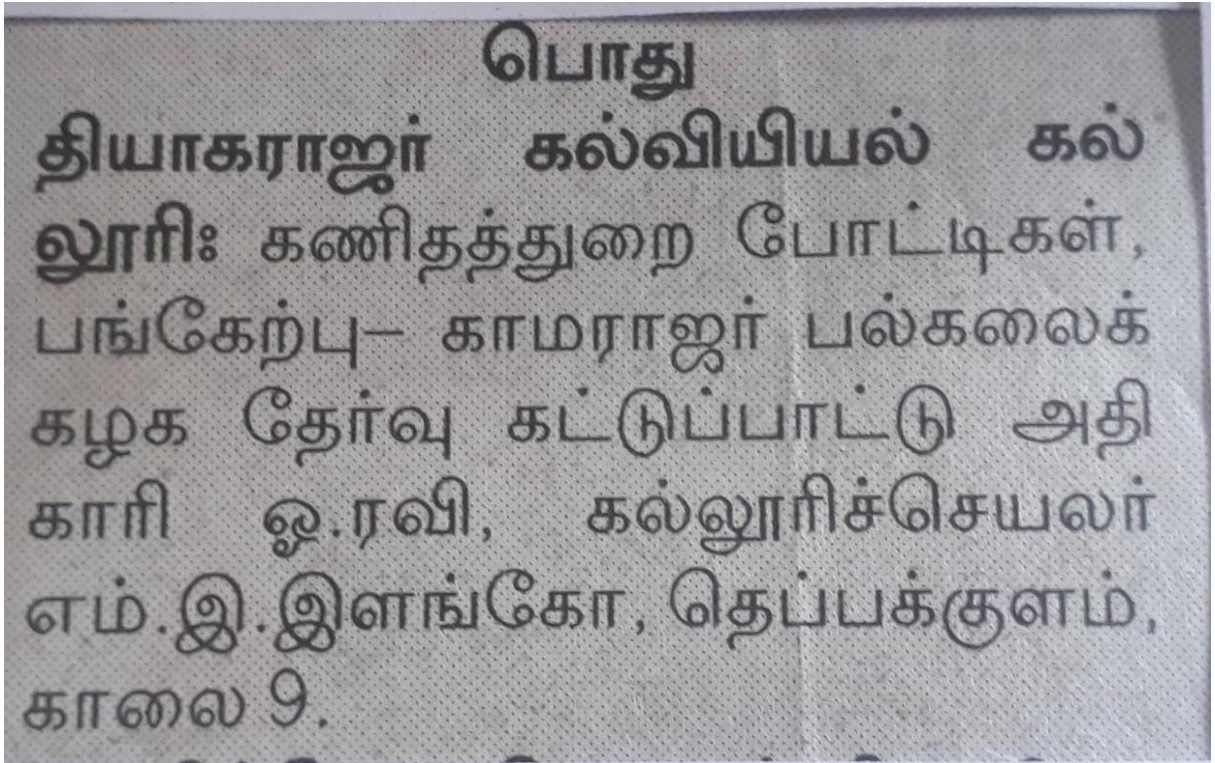 பொது
தியாகராஜர் கல்வியியல் கல்
லூரிஃ கணிதத்துறை போட்டிகள்,
பங்கேற்பு– காமராஜர் பல்கலைக்
கழக தேர்வு கட்டுப்பாட்டு அதி
காரி ஓ.ரவி, கல்லூரிச்செயலர்
எம்.இ.இளங்கோ, தெப்பக்குளம்,
காலை 9.